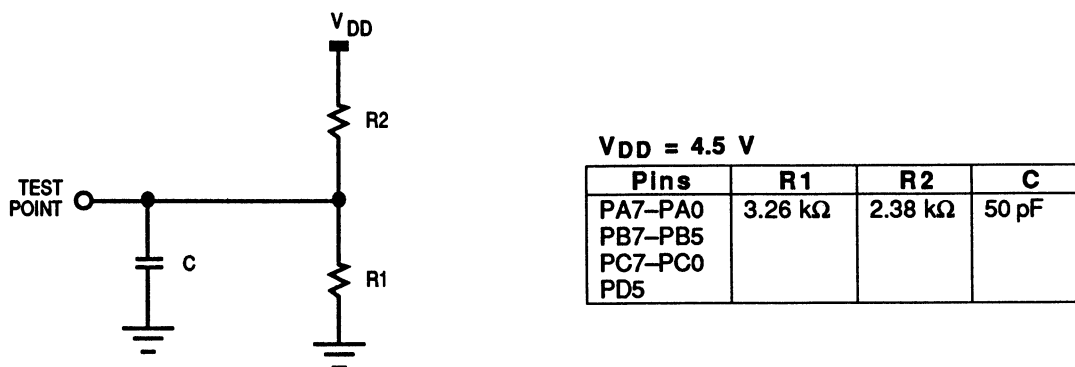 VDD
R2
TEST
POINT
C
R1
VDD = 4.5 V
Pins R1 R2 C
PA7–PA0 3.26 kΩ 2.38 kΩ 50 pF
PB7–PB5
PC7–PC0
PD5